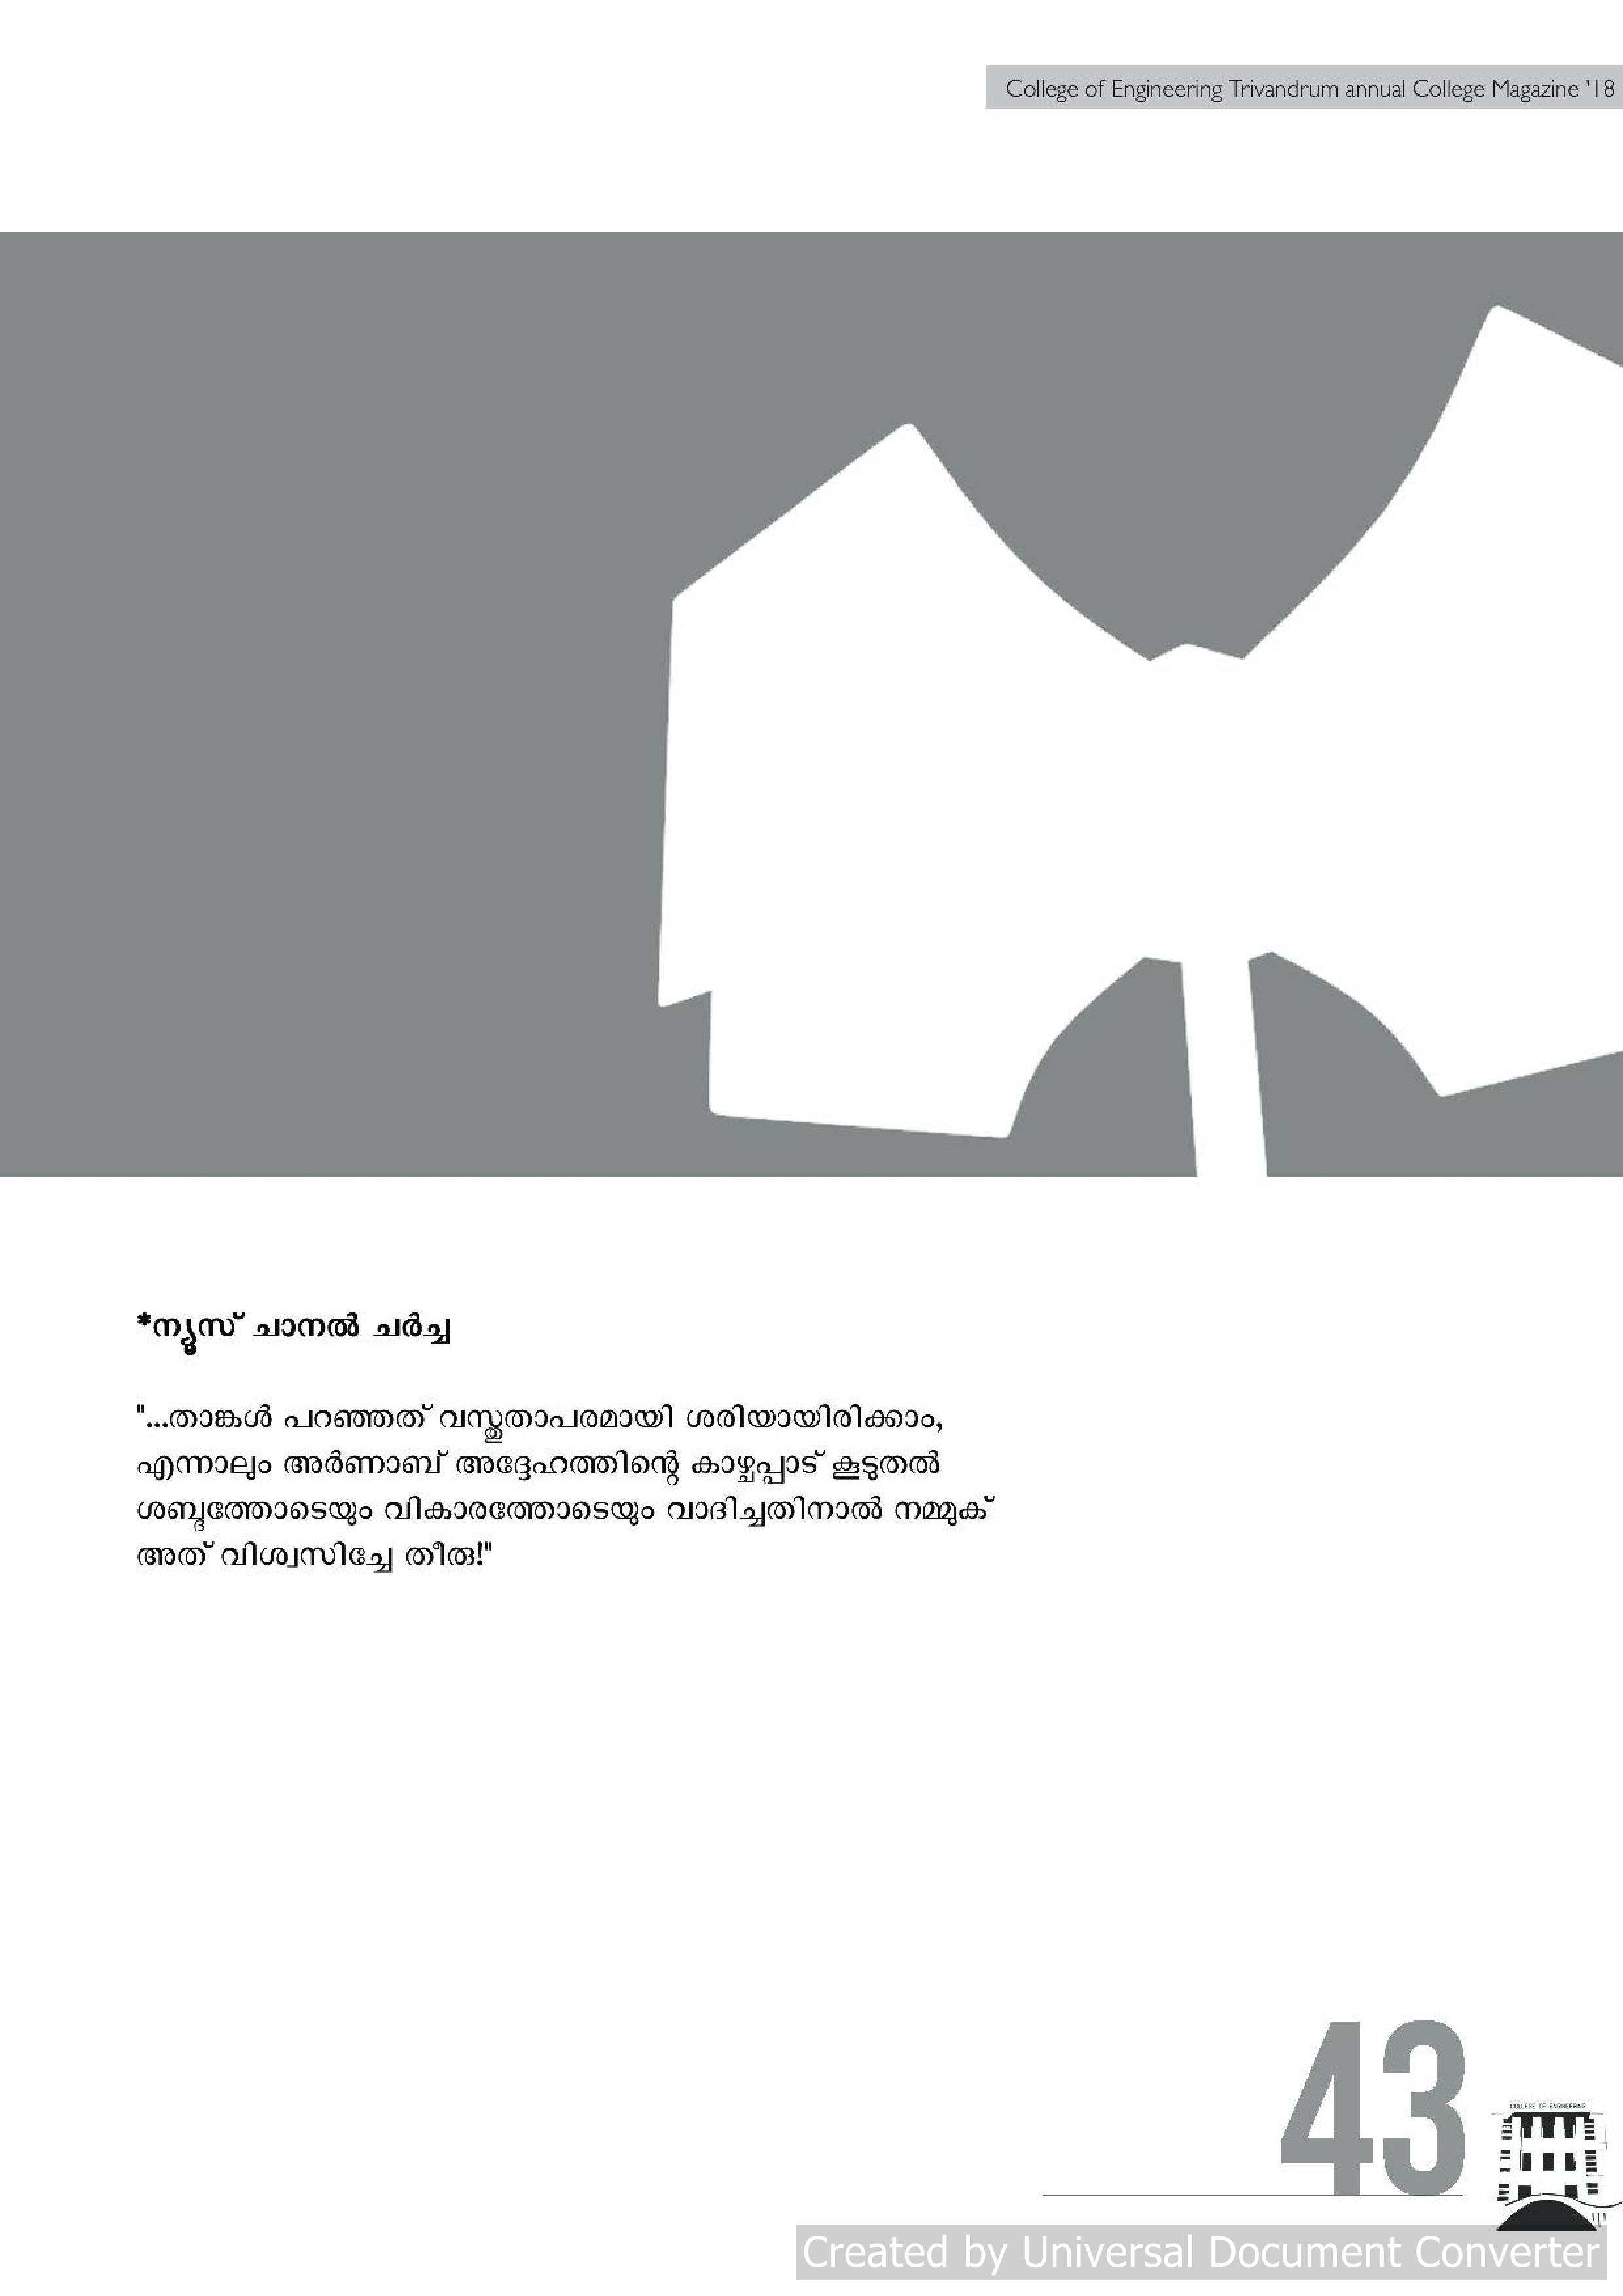 College of Engineering Trivandrum annual College Magazine '18
*ന്യൂസ് ചാനൽ ചർച്ച
"...താങ്കൾ പറഞ്ഞത് വസ്തുതാപരമായി ശരിയായിരിക്കാം,
എന്നാലും അർണാബ് അദ്ദേഹത്തിന്റെ കാഴ്ചപ്പാട് കൂടുതൽ
ശബ്ദത്തോടെയും വികാരത്തോടെയും വാദിച്ചതിനാൽ നമ്മുക്
അത് വിശ്വസിച്ചേ തീരു!"
43
COLLEGE OF ENGINEERING
Created by Universal Document Converter